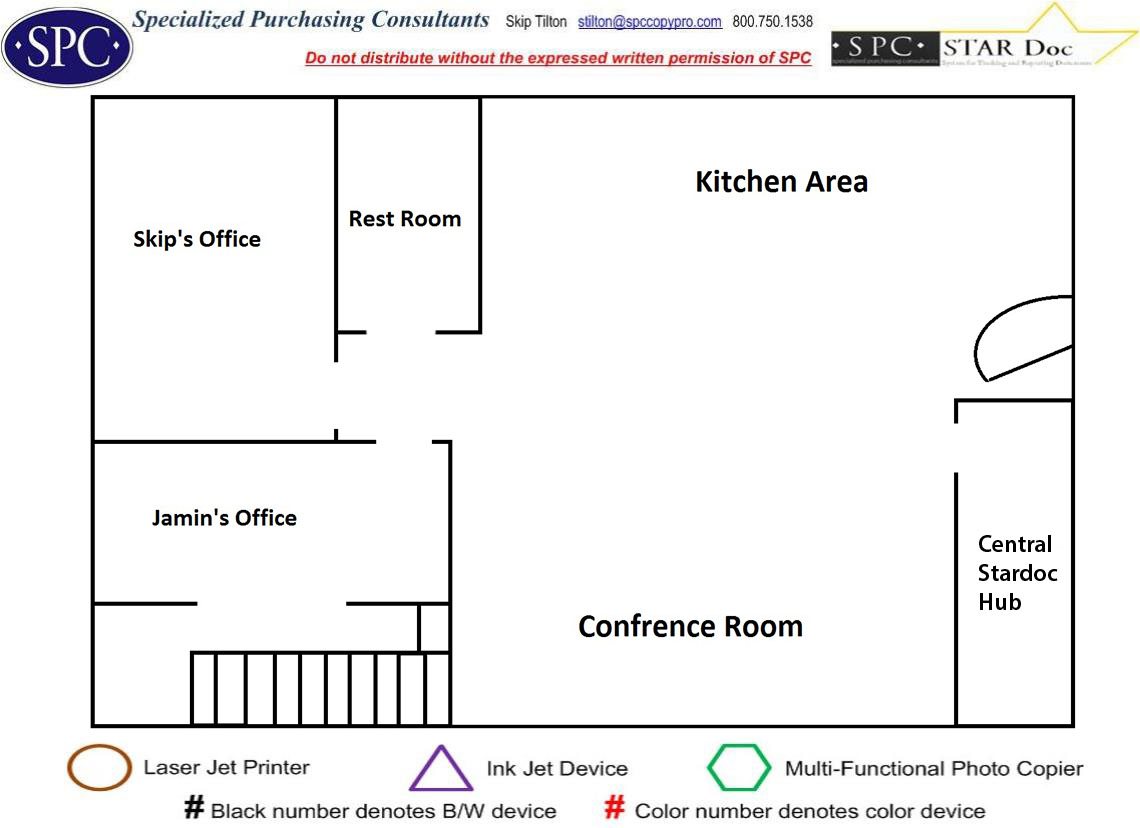 Specialized Purchasing Consultants Skip Tilton stilton@spccopypro.com 800.750.1538
·SPC·
Do not distribute without the expressed written permission of SPC
· S P C · STAR Doc
specialized purchasing consultants System for Tracking and Reporting Documents
Kitchen Area
Rest Room
Skip's Office
Jamin's Office
Central
Stardoc
Hub
Confrence Room
Laser Jet Printer Ink Jet Device Multi-Functional Photo Copier
# Black number denotes B/W device # Color number denotes color device